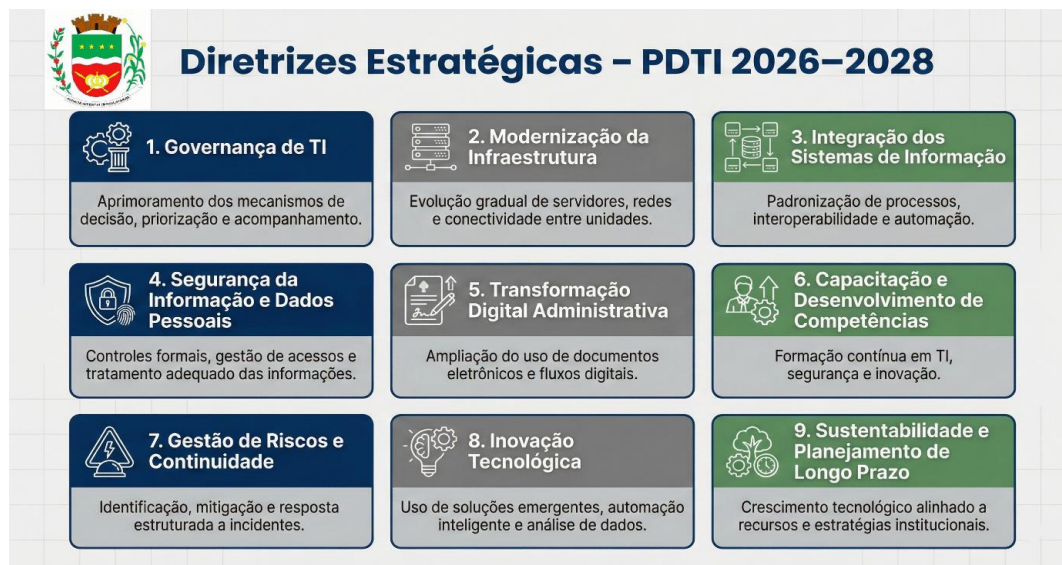 Diretrizes Estratégicas – PDTI 2026–2028
1. Governança de TI
Aprimoramento dos mecanismos de
decisão, priorização e acompanhamento.
2. Modernização da
Infraestrutura
Evolução gradual de servidores, redes
e conectividade entre unidades.
3. Integração dos
Sistemas de Informação
Padronização de processos,
interoperabilidade e automação.
4. Segurança da
Informação e Dados
Pessoais
Controles formais, gestão de acessos e
tratamento adequado das informações.
5. Transformação
Digital Administrativa
Ampliação do uso de documentos
eletrônicos e fluxos digitais.
6. Capacitação e
Desenvolvimento de
Competências
Formação contínua em TI,
segurança e inovação.
7. Gestão de Riscos e
Continuidade
Identificação, mitigação e resposta
estruturada a incidentes.
8. Inovação
Tecnológica
Uso de soluções emergentes, automação
inteligente e análise de dados.
9. Sustentabilidade e
Planejamento de
Longo Prazo
Crescimento tecnológico alinhado a
recursos e estratégias institucionais.